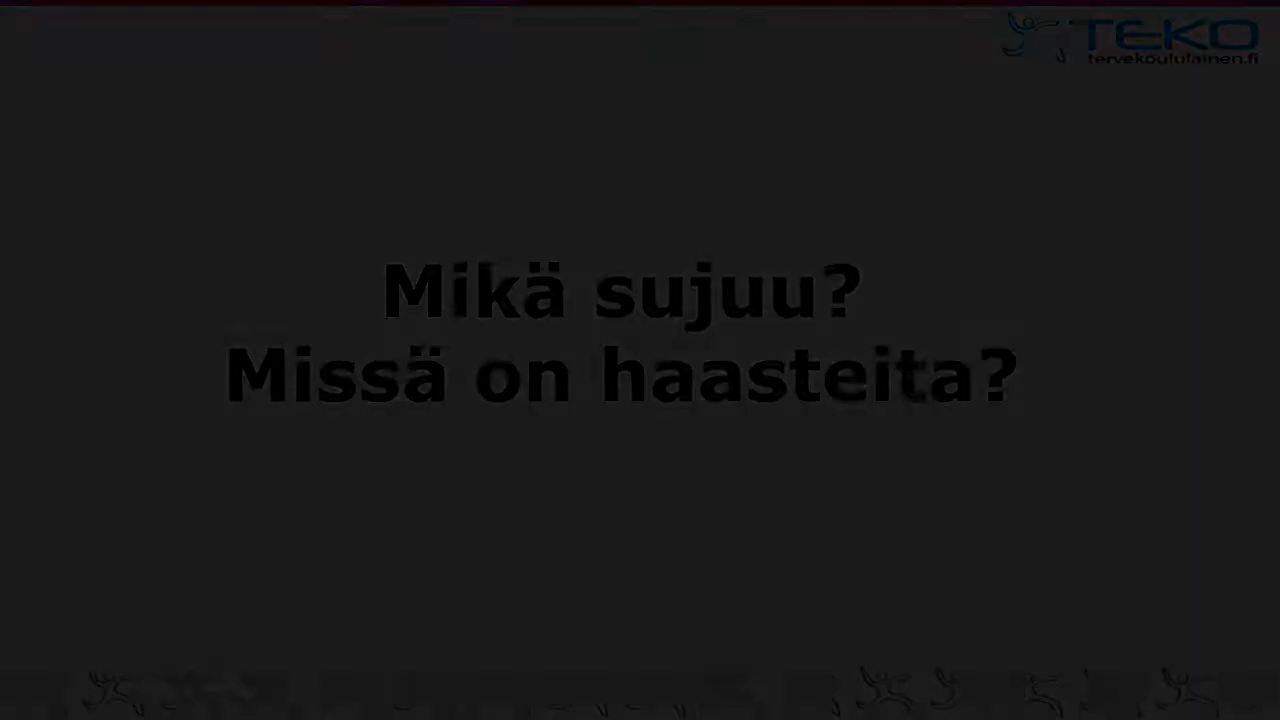 TEKO
tervekoululainen.fi
Mikä sujuu?
Missä on haasteita?